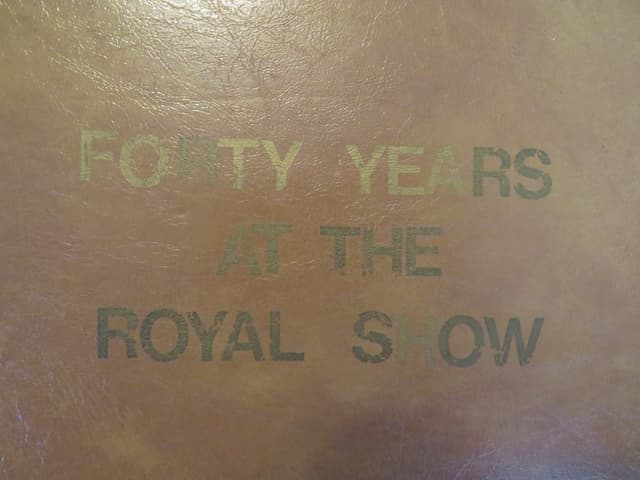 FORTY YEARS
AT THE
ROYAL SHOW